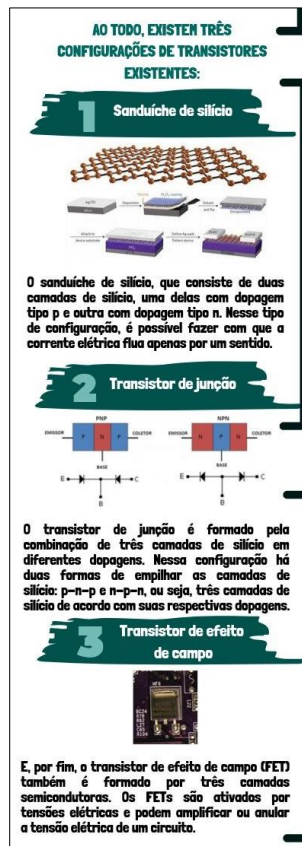 AO TODO, EXISTEM TRÊS
CONFIGURAÇÕES DE TRANSISTORES
EXISTENTES:
1 Sanduíche de silício
O sanduíche de silício, que consiste de duas
camadas de silício, uma delas com dopagem
tipo p e outra com dopagem tipo n. Nesse tipo
de configuração, é possível fazer com que a
corrente elétrica flua apenas por um sentido.
2 Transistor de junção
PNP NPN
EMISSOR P N P COLETOR EMISSOR N P N COLETOR
BASE BASE
E C E C
B B
O transistor de junção é formado pela
combinação de três camadas de silício em
diferentes dopagens. Nessa configuração há
duas formas de empilhar as camadas de
silício: p-n-p e n-p-n, ou seja, três camadas de
silício de acordo com suas respectivas dopagens.
3 Transistor de efeito
de campo
E, por fim, o transistor de efeito de campo (FET)
também é formado por três camadas
semicondutoras. Os FETs são ativados por
tensões elétricas e podem amplificar ou anular
a tensão elétrica de um circuito.